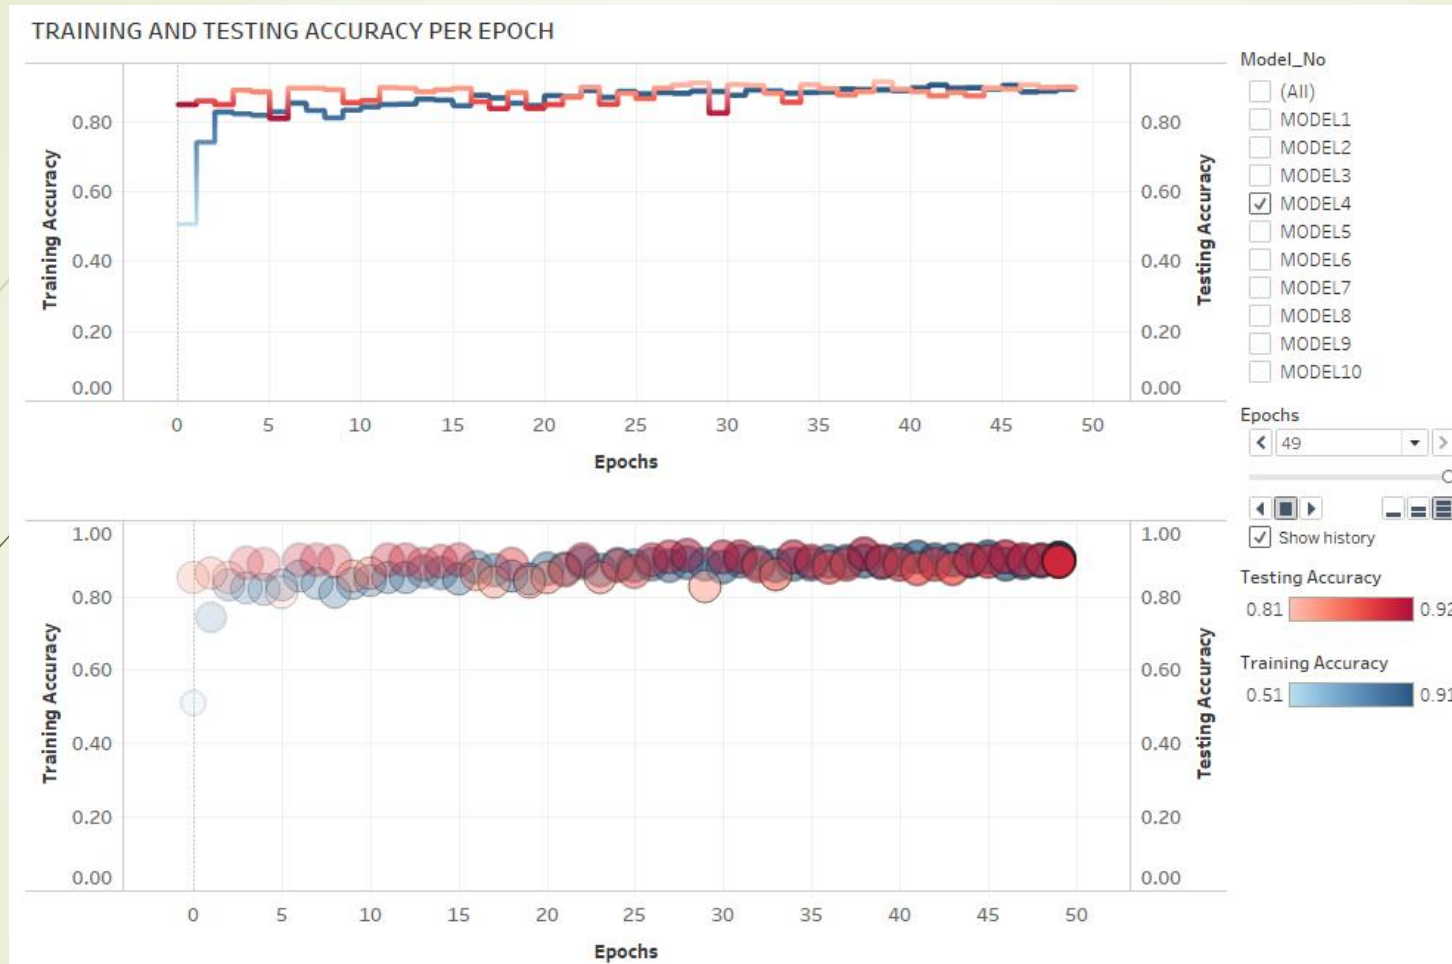 TRAINING AND TESTING ACCURACY PER EPOCH
Training Accuracy
0.80
0.60
0.40
0.20
0.00
0.80
0.60
0.40
0.20
0.00
Testing Accuracy
0 5 10 15 20 25 30 35 40 45 50
Epochs
Training Accuracy
1.00
0.80
0.60
0.40
0.20
0.00
1.00
0.80
0.60
0.40
0.20
0.00
Testing Accuracy
0 5 10 15 20 25 30 35 40 45 50
Epochs
Model_No
(All)
MODEL1
MODEL2
MODEL3
MODEL4
MODEL5
MODEL6
MODEL7
MODEL8
MODEL9
MODEL10
Epochs
49
Show history
Testing Accuracy
0.81 0.92
Training Accuracy
0.51 0.91